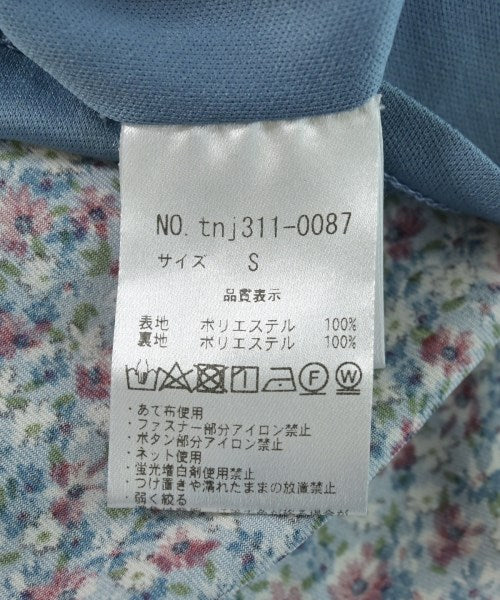 NO. tnj311-0087
サイズ S
品質表示
表地 ポリエステル 100%
裏地 ポリエステル 100%
F W
・あて布使用
・ファスナー部分アイロン禁止
・ボタン部分アイロン禁止
・ネット使用
・蛍光増白剤使用禁止
・つけ置きや濡れたままの放置禁止
・弱く絞る